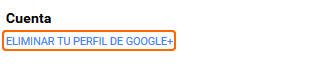 Cuenta
ELIMINAR TU PERFIL DE GOOGLE+